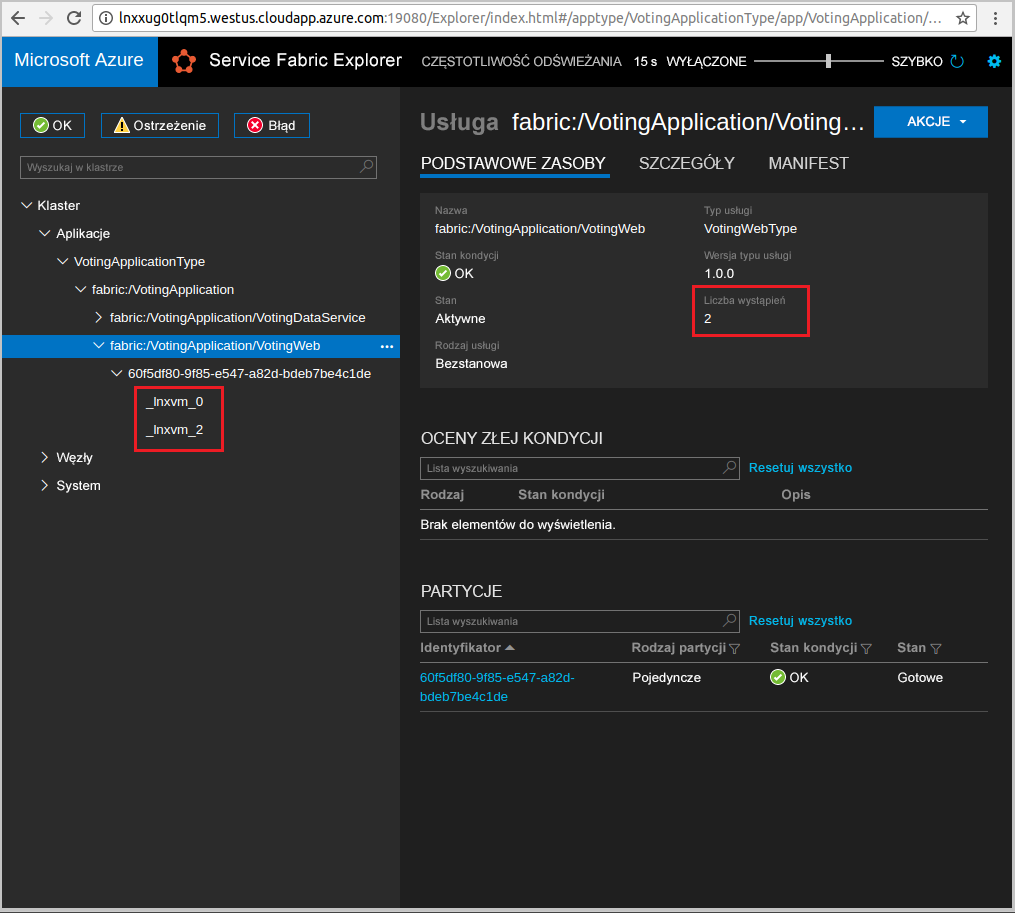 lnxxug0tlqm5.westus.cloudapp.azure.com:19080/Explorer/index.html#/apptype/VotingApplicationType/app/VotingApplication/...
Microsoft Azure
Service Fabric Explorer
CZĘSTOTLIWOŚĆ ODŚWIEŻANIA 15 s WYŁĄCZONE SZYBKO
OK Ostrzeżenie Błąd
Wyszukaj w klastrze
Klaster
Aplikacje
VotingApplicationType
fabric:/VotingApplication
fabric:/VotingApplication/VotingDataService
fabric:/VotingApplication/VotingWeb ...
60f5df80-9f85-e547-a82d-bdeb7be4c1de
_lnxvm_0
_lnxvm_2
Węzły
System
Usługa fabric:/VotingApplication/Voting...
AKCJE
PODSTAWOWE ZASOBY SZCZEGÓŁY MANIFEST
Nazwa
fabric:/VotingApplication/VotingWeb
Stan kondycji
OK
Stan
Aktywne
Rodzaj usługi
Bezstanowa
Typ usługi
VotingWebType
Wersja typu usługi
1.0.0
Liczba wystąpień
2
OCENY ZŁEJ KONDYCJI
Lista wyszukiwania Resetuj wszystko
Rodzaj Stan kondycji Opis
Brak elementów do wyświetlenia.
PARTYCJE
Lista wyszukiwania Resetuj wszystko
Identyfikator Rodzaj partycji Stan kondycji Stan
60f5df80-9f85-e547-a82d- Pojedyncze OK Gotowe
bdeb7be4c1de